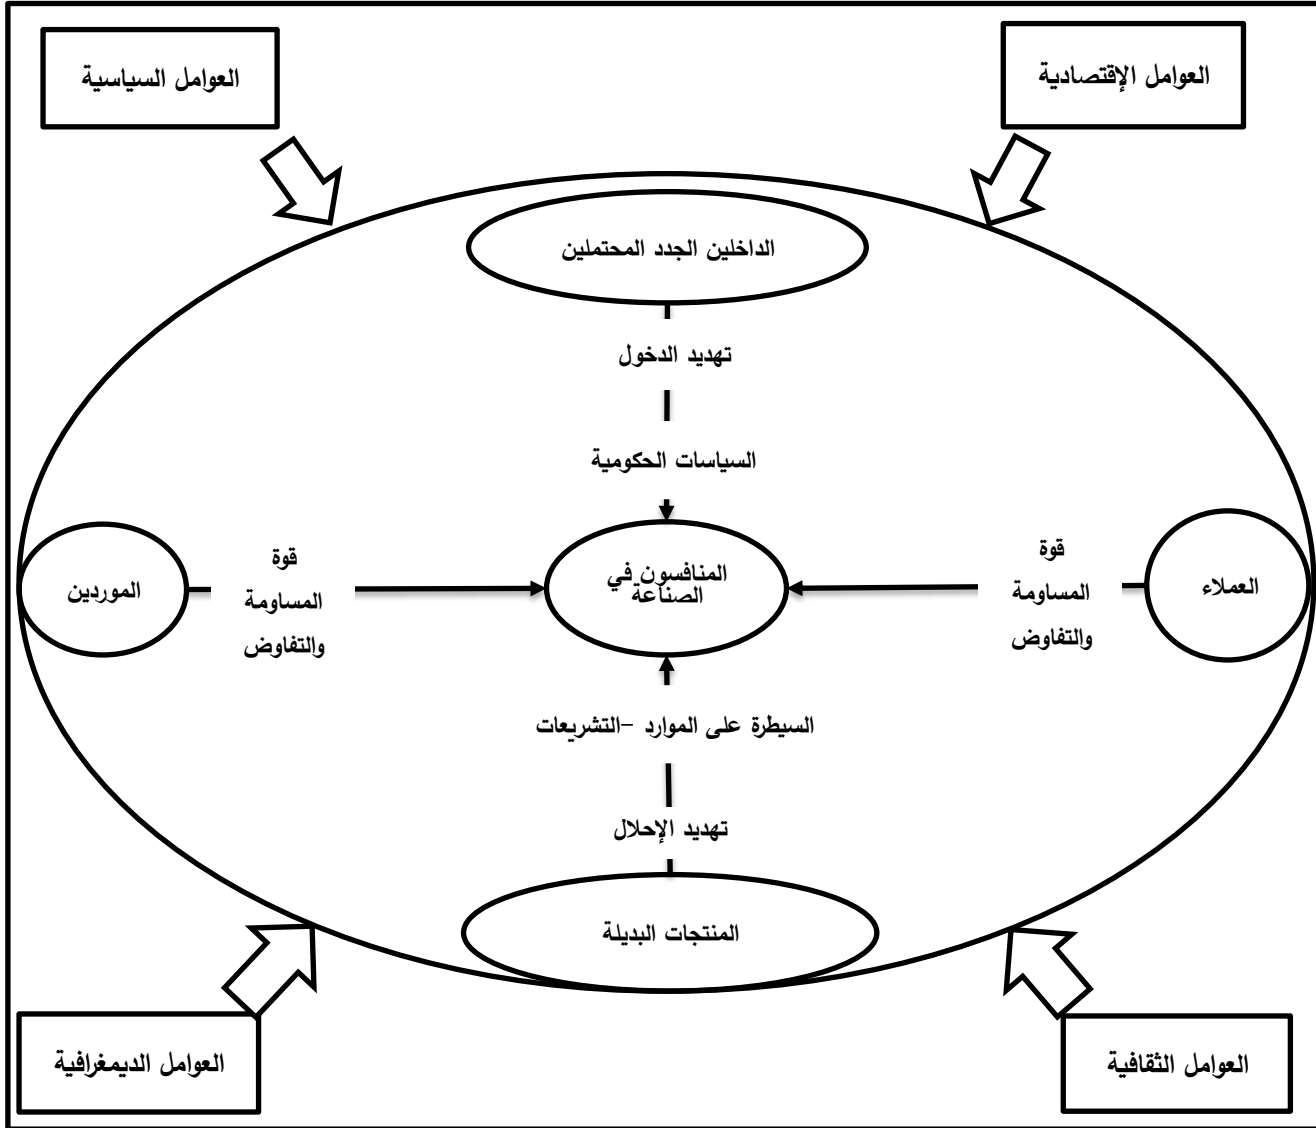 العوامل الإقتصادية
العوامل السياسية
الداخلين الجدد المحتملين
تهديد الدخول
السياسات الحكومية
العملاء
قوة
المساومة
والتفاوض
المنافسون في
الصناعة
قوة
المساومة
والتفاوض
الموردين
السيطرة على الموارد -التشريعات
تهديد الإحلال
المنتجات البديلة
العوامل الثقافية
العوامل الديمغرافية